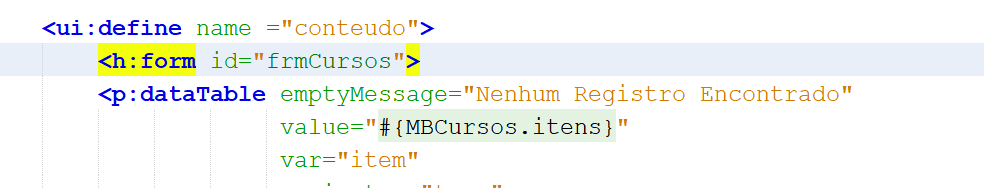 <ui:define name ="conteudo">
<h:form id="frmCursos">
<p:dataTable emptyMessage="Nenhum Registro Encontrado"
value="#{MBCursos.itens}"
var="item"